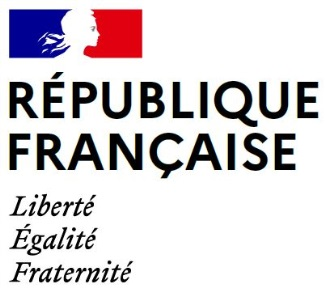 RÉPUBLIQUE
FRANÇAISE
Liberté
Égalité
Fraternité